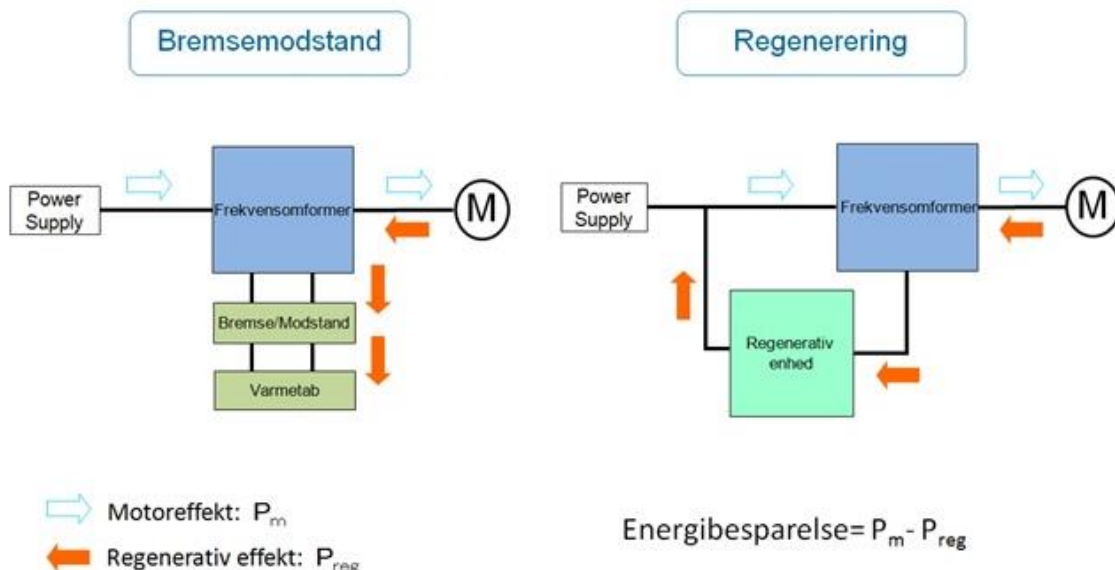 Bremsemodstand
Power
Supply
Frekvensomformer
M
Bremse/Modstand
Varmetab
Regenerering
Power
Supply
Frekvensomformer
M
Regenerativ
enhed
Motoreffekt: Pm
Regenerativ effekt: Preg
Energibesparelse= Pm- Preg